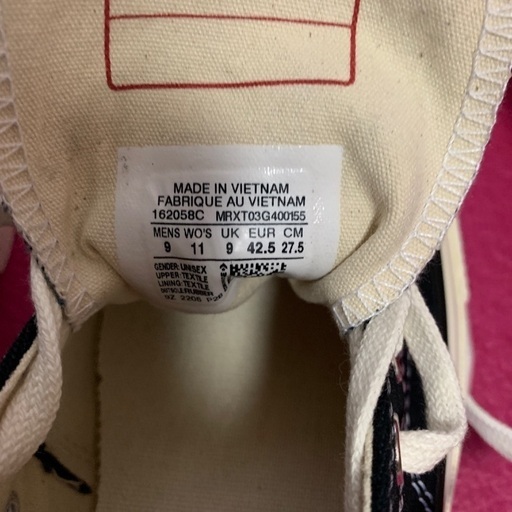 MADE IN VIETNAM
FABRIQUE AU VIETNAM
162058C MRXT03G400155
MENS WO'S UK EUR CM
9 11 9 42.5 27.5
GENDER: UNISEX
UPPER: TEXTILE
LINING: TEXTILE
RUBBER